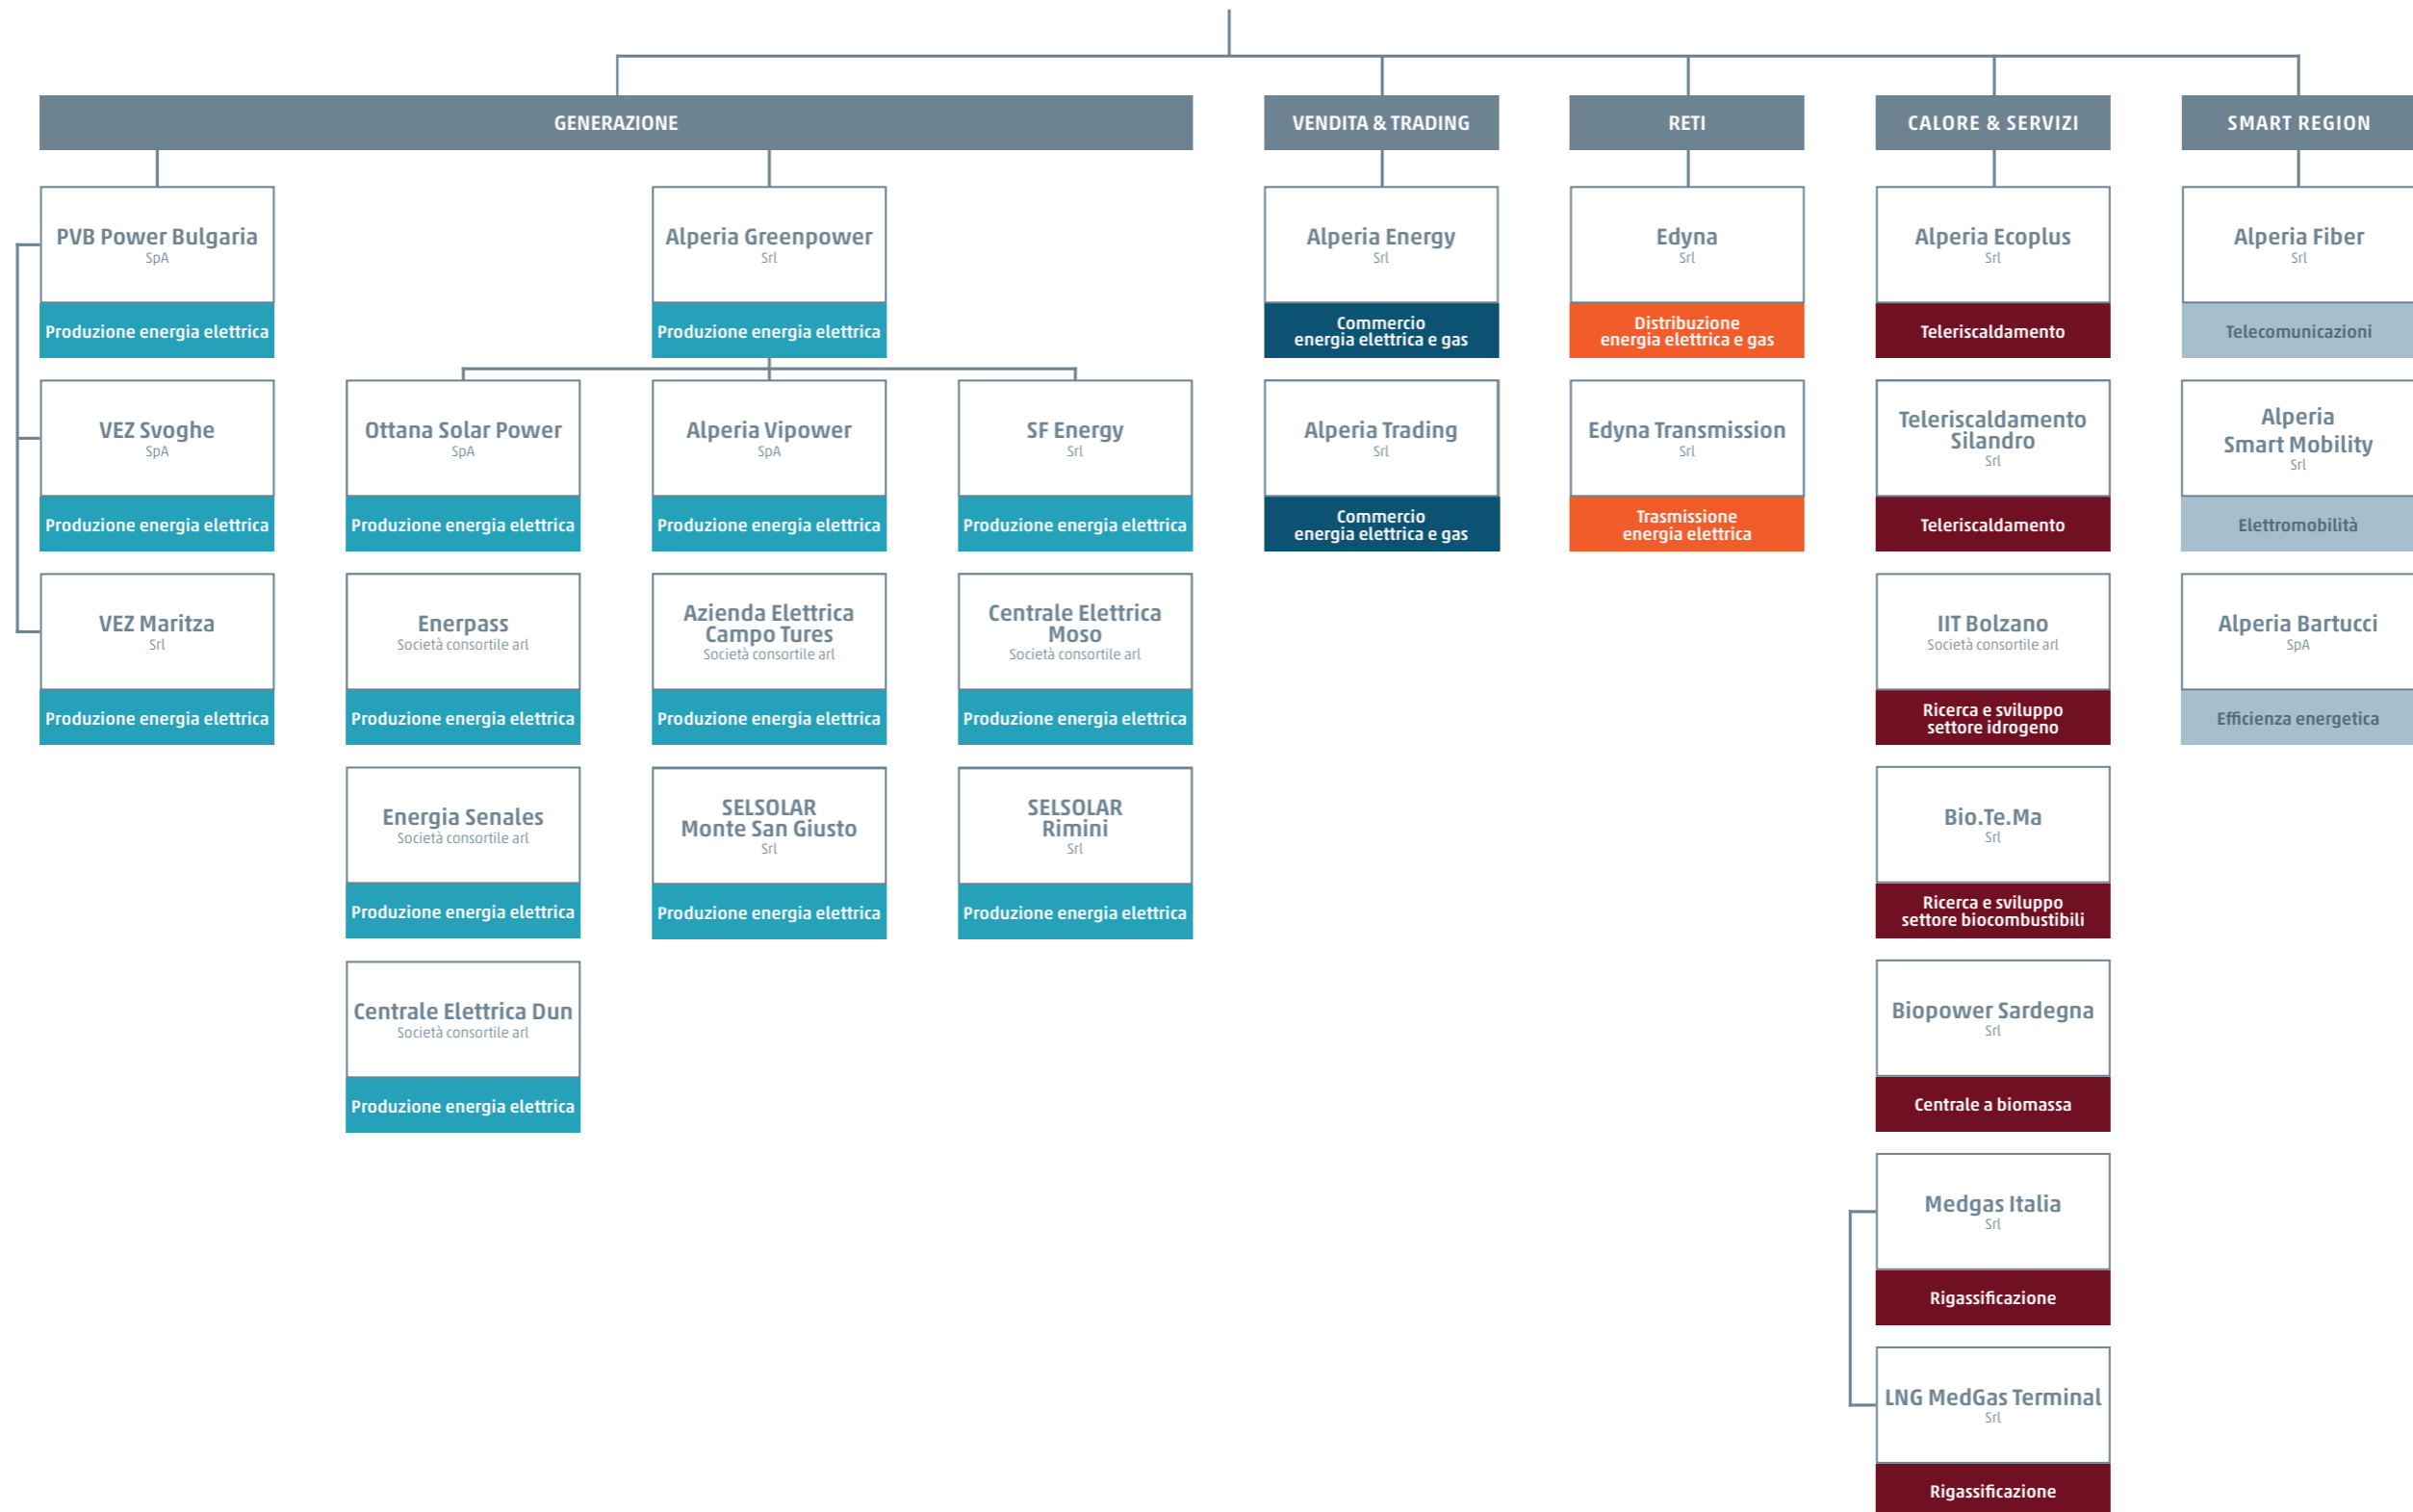 GENERAZIONE
VENDITA & TRADING
RETI
CALORE & SERVIZI
SMART REGION
PVB Power Bulgaria
SpA
Produzione energia elettrica
Alperia Greenpower
Srl
Produzione energia elettrica
Alperia Energy
Srl
Commercio
energia elettrica e gas
Edyna
Srl
Distribuzione
energia elettrica e gas
Alperia Ecoplus
Srl
Teleriscaldamento
Alperia Fiber
Srl
Telecomunicazioni
VEZ Svoghe
SpA
Produzione energia elettrica
Ottana Solar Power
SpA
Produzione energia elettrica
Alperia Vipower
SpA
Produzione energia elettrica
SF Energy
Srl
Produzione energia elettrica
Alperia Trading
Srl
Commercio
energia elettrica e gas
Edyna Transmission
Srl
Trasmissione
energia elettrica
Teleriscaldamento
Silandro
Srl
Teleriscaldamento
Alperia
Smart Mobility
Srl
Elettromobilità
VEZ Maritza
Srl
Produzione energia elettrica
Enerpass
Società consortile arl
Produzione energia elettrica
Azienda Elettrica
Campo Tures
Società consortile arl
Produzione energia elettrica
Centrale Elettrica
Moso
Società consortile arl
Produzione energia elettrica
IIT Bolzano
Società consortile arl
Ricerca e sviluppo
settore idrogeno
Alperia Bartucci
SpA
Efficienza energetica
Energia Senales
Società consortile arl
Produzione energia elettrica
SELSOLAR
Monte San Giusto
Srl
Produzione energia elettrica
SELSOLAR
Rimini
Srl
Produzione energia elettrica
Bio.Te.Ma
Srl
Ricerca e sviluppo
settore biocombustibili
Centrale Elettrica Dun
Società consortile arl
Produzione energia elettrica
Biopower Sardegna
Srl
Centrale a biomassa
Medgas Italia
Srl
Rigassificazione
LNG MedGas Terminal
Srl
Rigassificazione